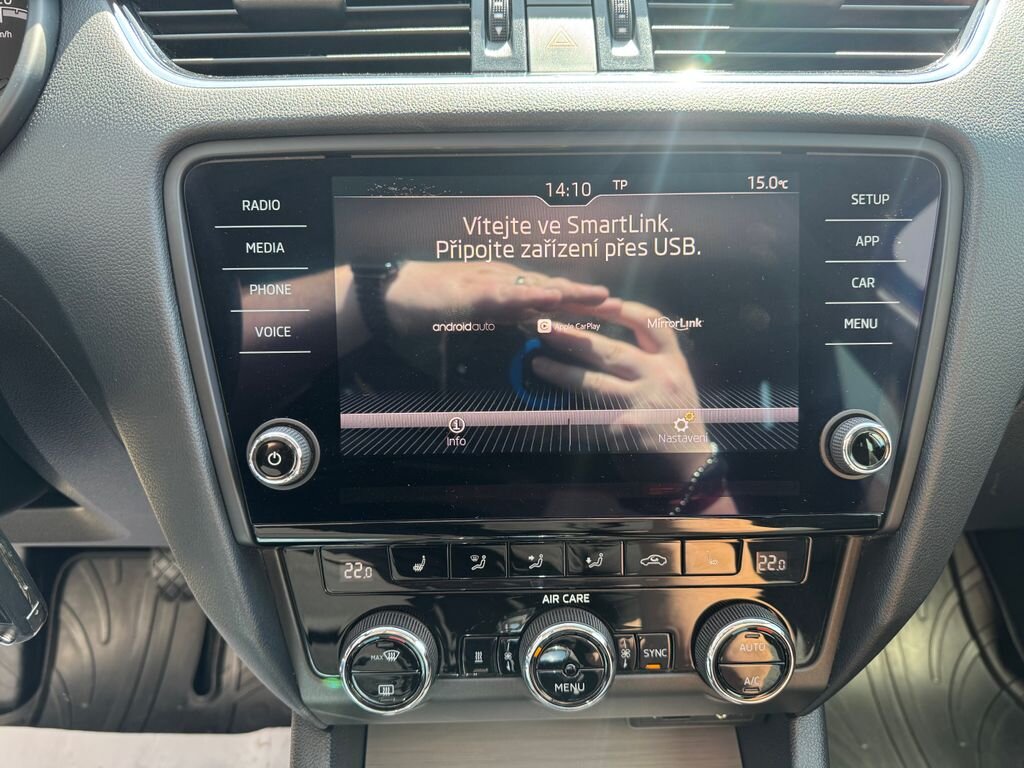 km/h
14:10 TP 15.0°C
RADIO
MEDIA
PHONE
VOICE
SETUP
APP
CAR
MENU
Vítejte ve SmartLink.
Připojte zařízení přes USB.
androidauto Apple CarPlay MirrorLink
Info Nastavení
22.0 22.0
AIR CARE
MAX
MENU
SYNC
AUTO
A/C